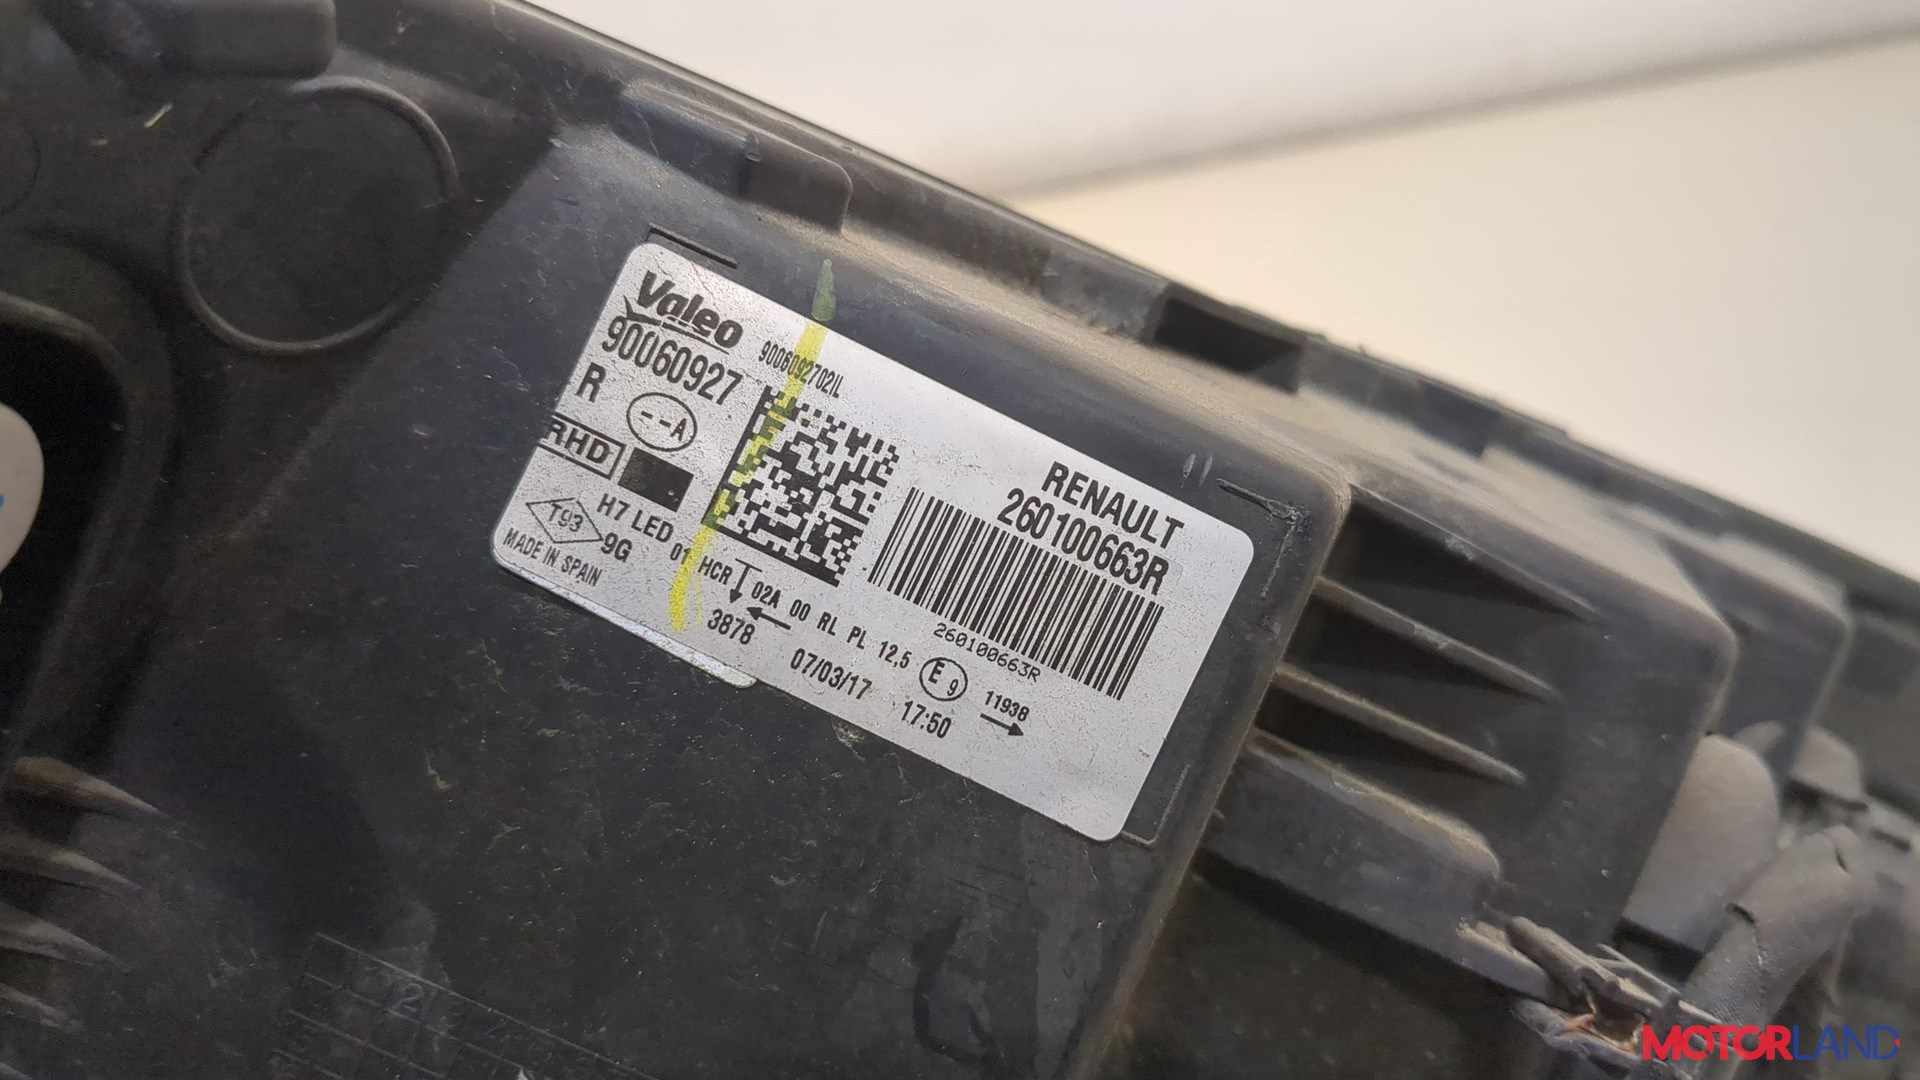 Valeo
90060927
9006092702IL
R
--A
RHD
T93
H7 LED
9G
MADE IN SPAIN
RENAULT
260100663R
260100663R
01 HCR 02A 00 RL PL 12,5
E9
11938
3878
07/03/17
17:50
MOTORLAND